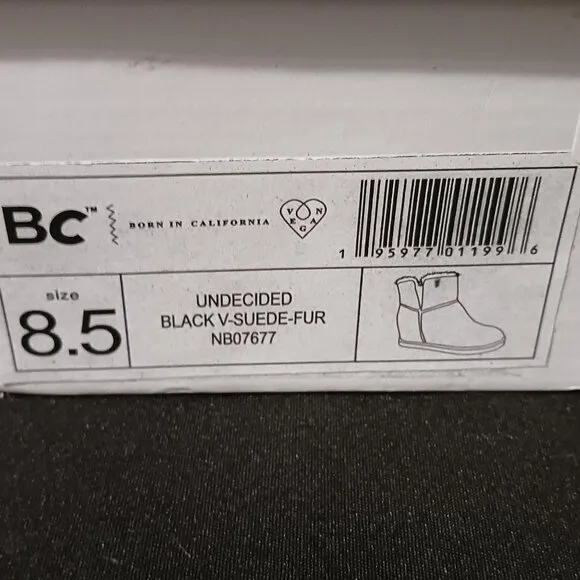 BC™ BORN IN CALIFORNIA VEGAN
1 95977 01199 6
size
8.5
UNDECIDED
BLACK V-SUEDE-FUR
NB07677